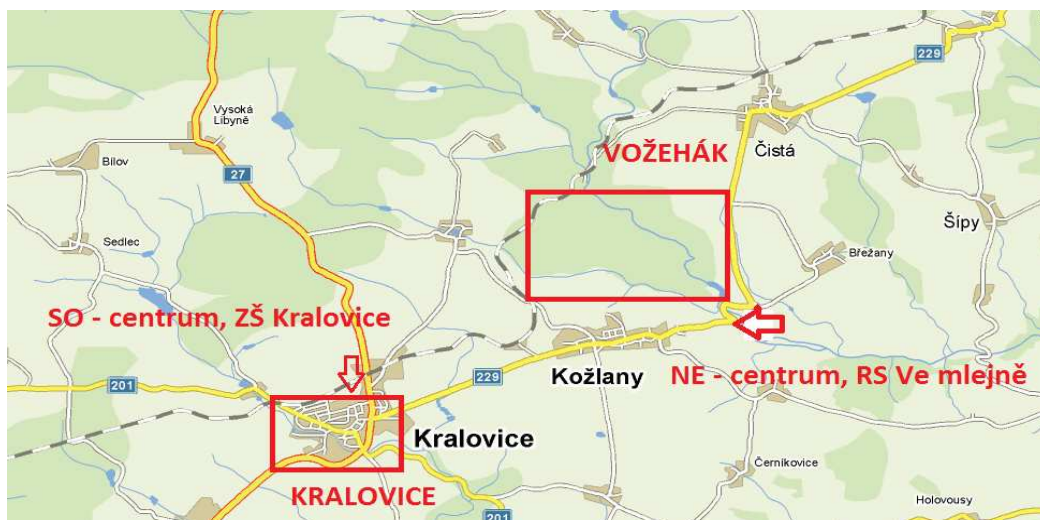 229
Vysoká
Libyně
Čistá
VOŽEHÁK
Bílov
27
Šípy
Sedlec
Břežany
SO - centrum, ZŠ Kralovice
201
229
Kožlany
NE - centrum, RS Ve mlejně
Kralovice
Černíkovice
KRALOVICE
Holovousy
201